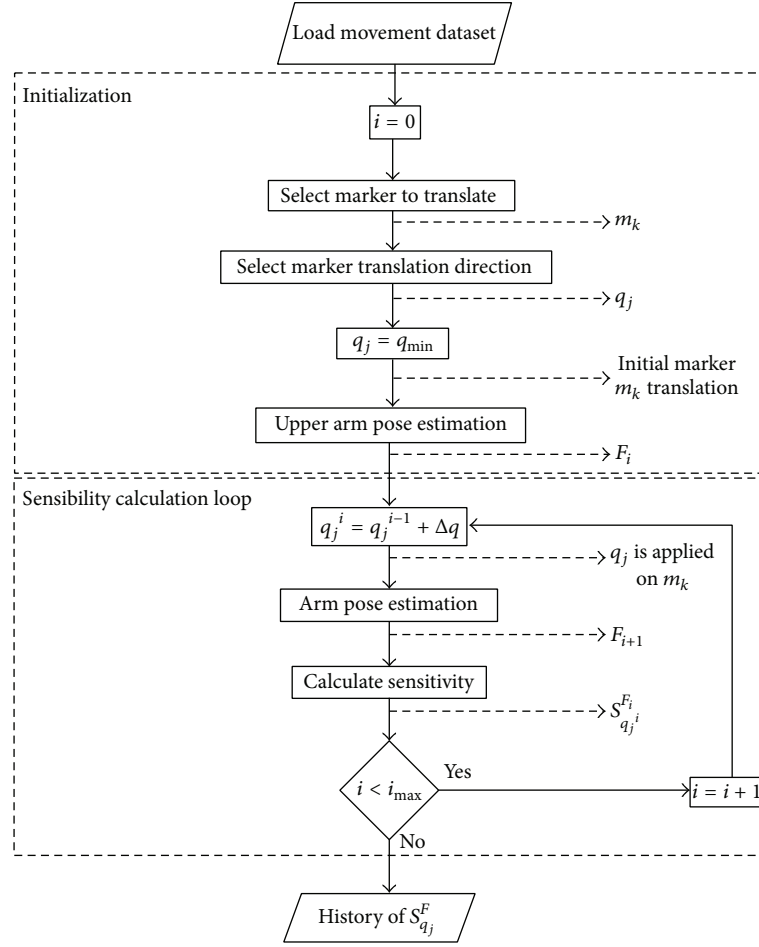 Load movement dataset
Initialization
i = 0
Select marker to translate
m_k
Select marker translation direction
q_j
q_j = q_min
Initial marker
m_k translation
Upper arm pose estimation
F_i
Sensibility calculation loop
q_j^i = q_j^{i−1} + Δq
q_j is applied
on m_k
Arm pose estimation
F_{i+1}
Calculate sensitivity
S_{q_j^i}^{F_i}
Yes
i < i_max
i = i + 1
No
History of S_{q_j}^F